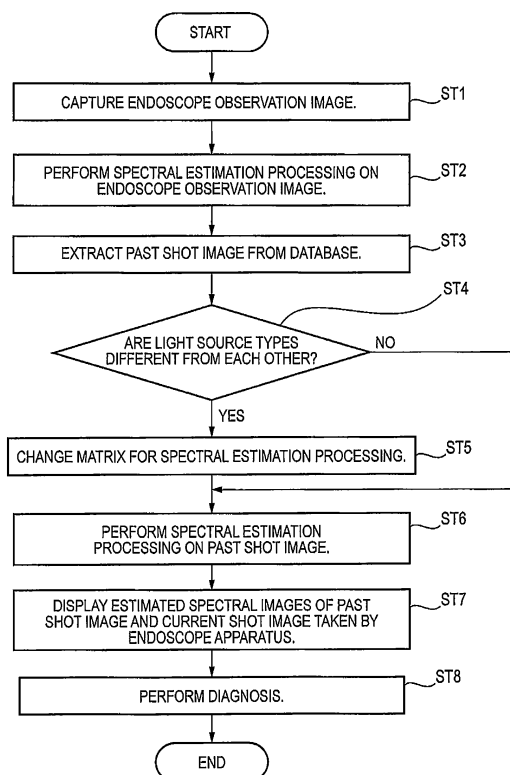 START
CAPTURE ENDOSCOPE OBSERVATION IMAGE.
ST1
PERFORM SPECTRAL ESTIMATION PROCESSING ON
ENDOSCOPE OBSERVATION IMAGE.
ST2
EXTRACT PAST SHOT IMAGE FROM DATABASE.
ST3
ST4
ARE LIGHT SOURCE TYPES
DIFFERENT FROM EACH OTHER?
NO
YES
CHANGE MATRIX FOR SPECTRAL ESTIMATION PROCESSING.
ST5
PERFORM SPECTRAL ESTIMATION
PROCESSING ON PAST SHOT IMAGE.
ST6
DISPLAY ESTIMATED SPECTRAL IMAGES OF PAST
SHOT IMAGE AND CURRENT SHOT IMAGE TAKEN BY
ENDOSCOPE APPARATUS.
ST7
PERFORM DIAGNOSIS.
ST8
END